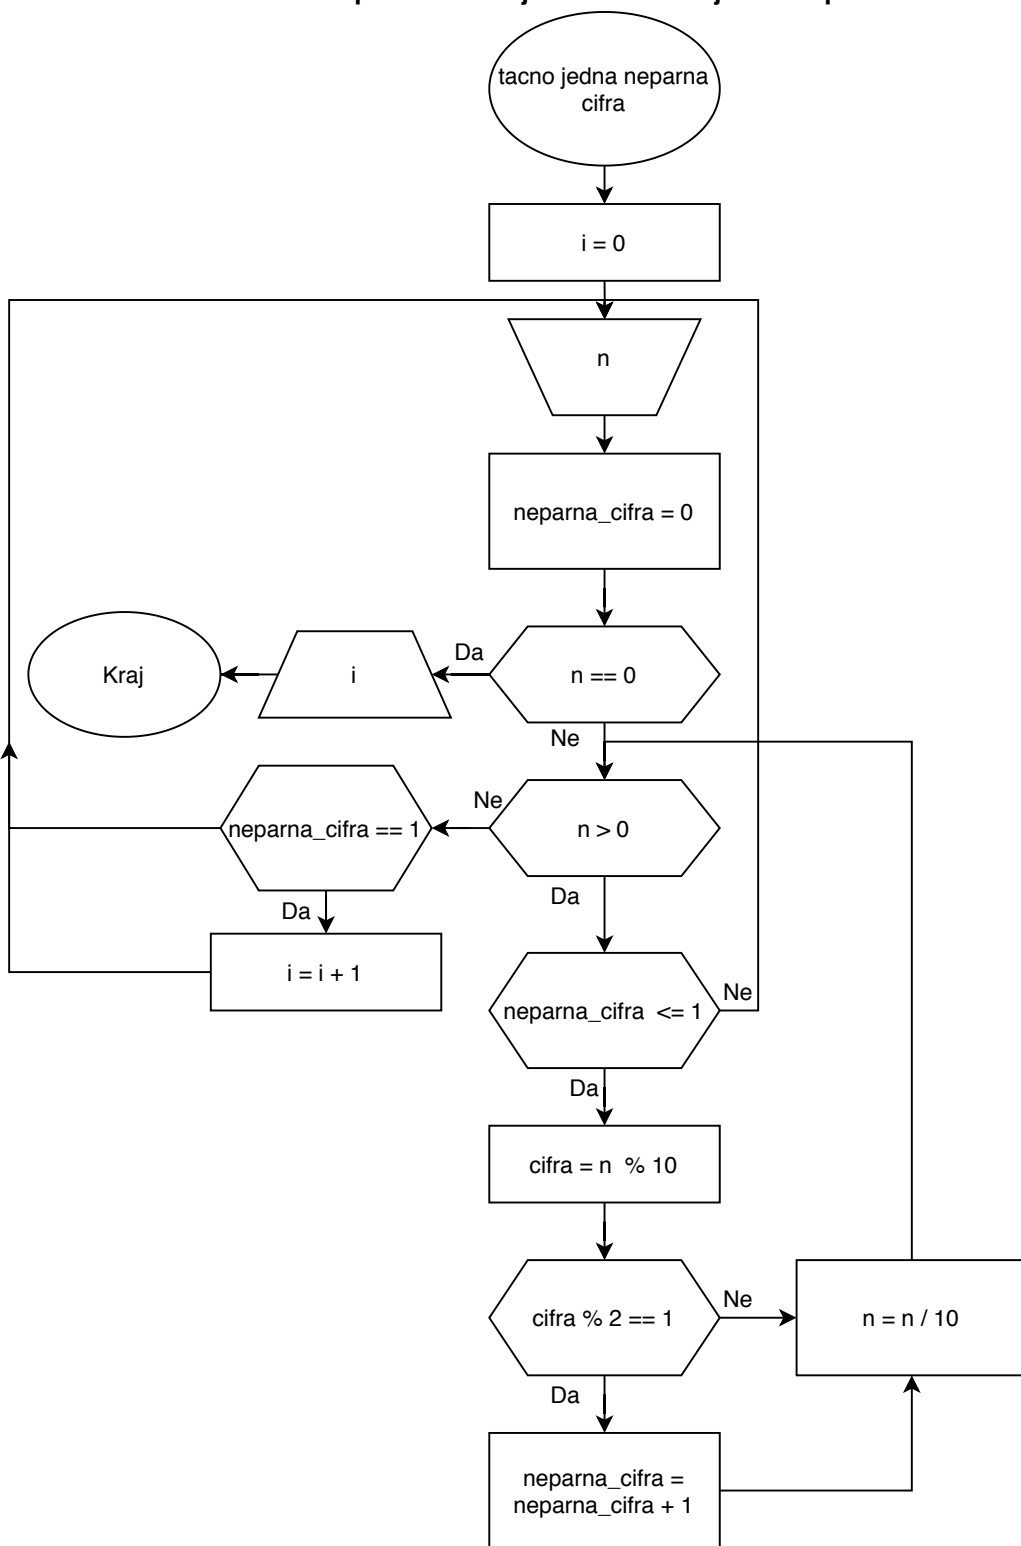 tacno jedna neparna
cifra
i = 0
n
neparna_cifra = 0
n == 0
Da
i
Kraj
Ne
n > 0
Ne
neparna_cifra == 1
Da
i = i + 1
Da
neparna_cifra <= 1
Ne
Da
cifra = n % 10
cifra % 2 == 1
Ne
n = n / 10
Da
neparna_cifra =
neparna_cifra + 1